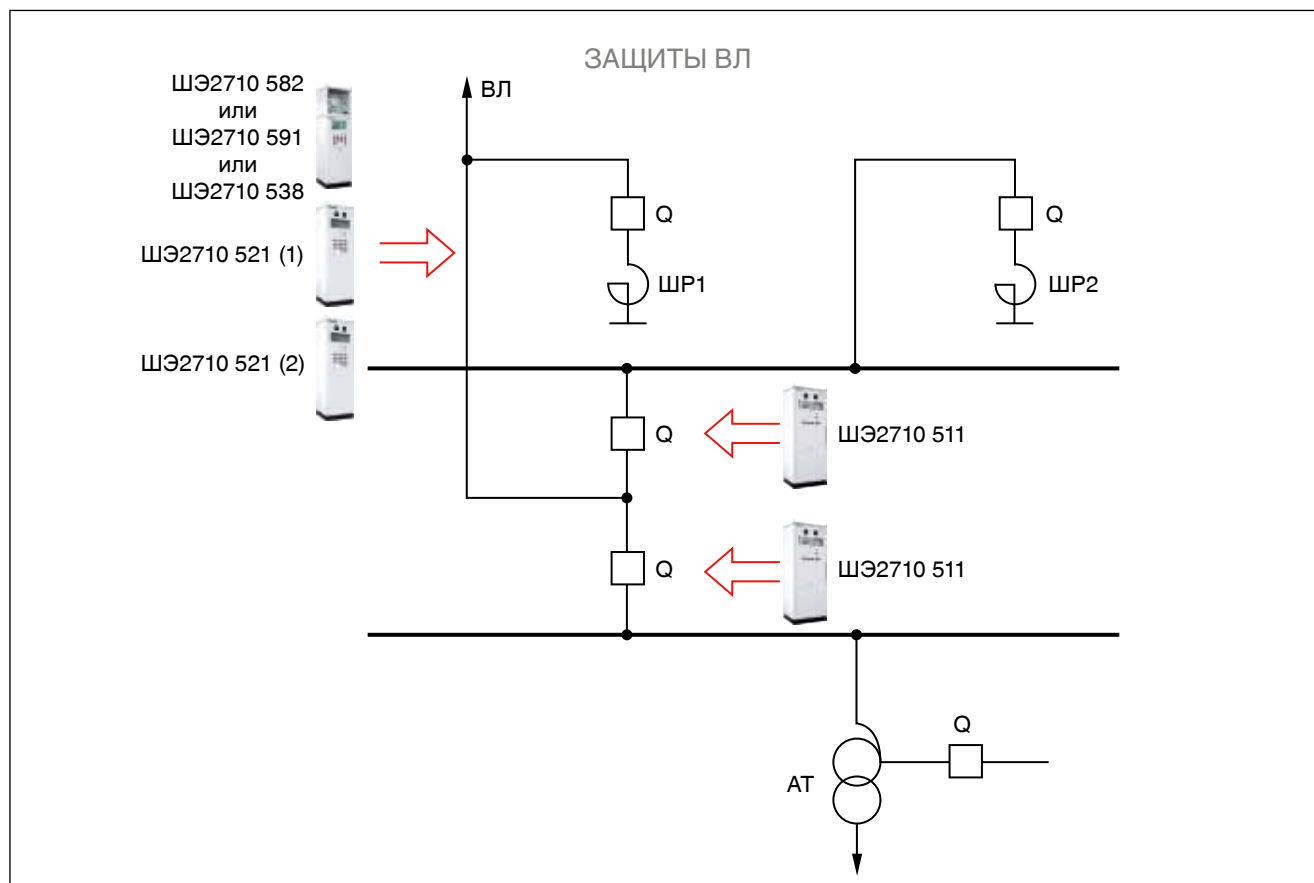 ЗАЩИТЫ ВЛ
ШЭ2710 582
или
ШЭ2710 591
или
ШЭ2710 538
ШЭ2710 521 (1)
ШЭ2710 521 (2)
ВЛ
Q
ШР1
Q
ШР2
Q
ШЭ2710 511
Q
ШЭ2710 511
Q
АТ